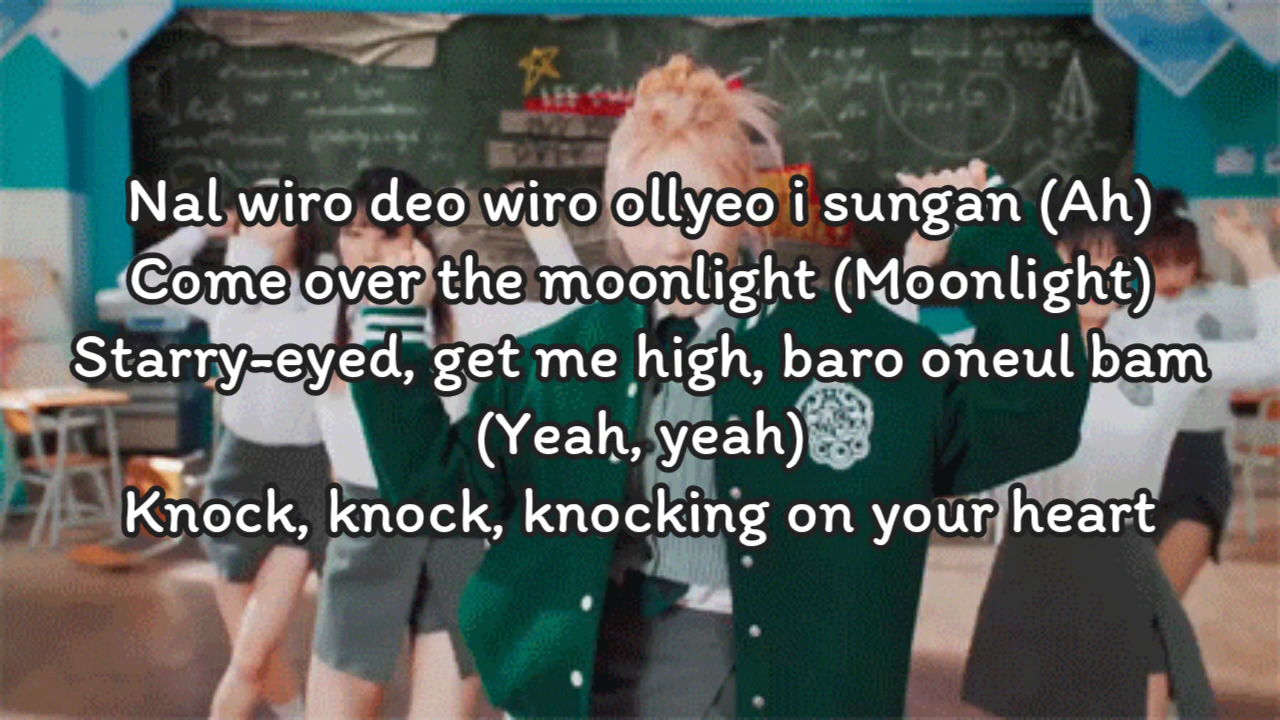 Nal wiro deo wiro ollyeo i sungan (Ah)
Come over the moonlight (Moonlight)
Starry-eyed, get me high, baro oneul bam
(Yeah, yeah)
Knock, knock, knocking on your heart